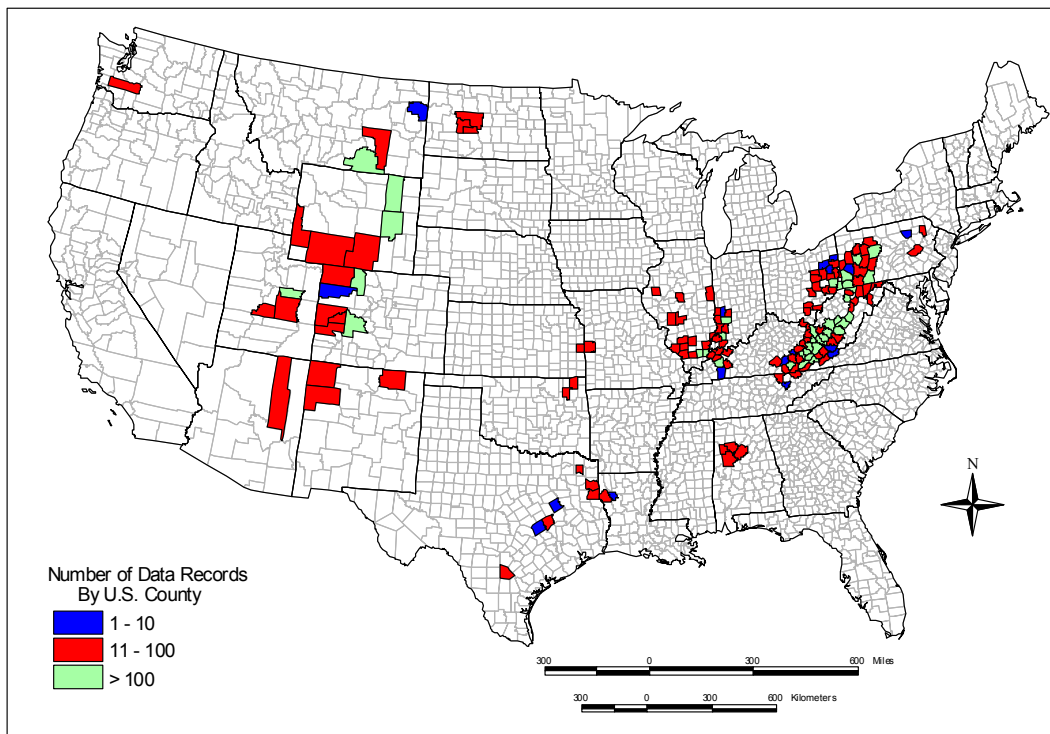 N
Number of Data Records
By U.S. County
1 - 10
11 - 100
> 100
300 0 300 600 Miles
300 0 300 600 Kilometers